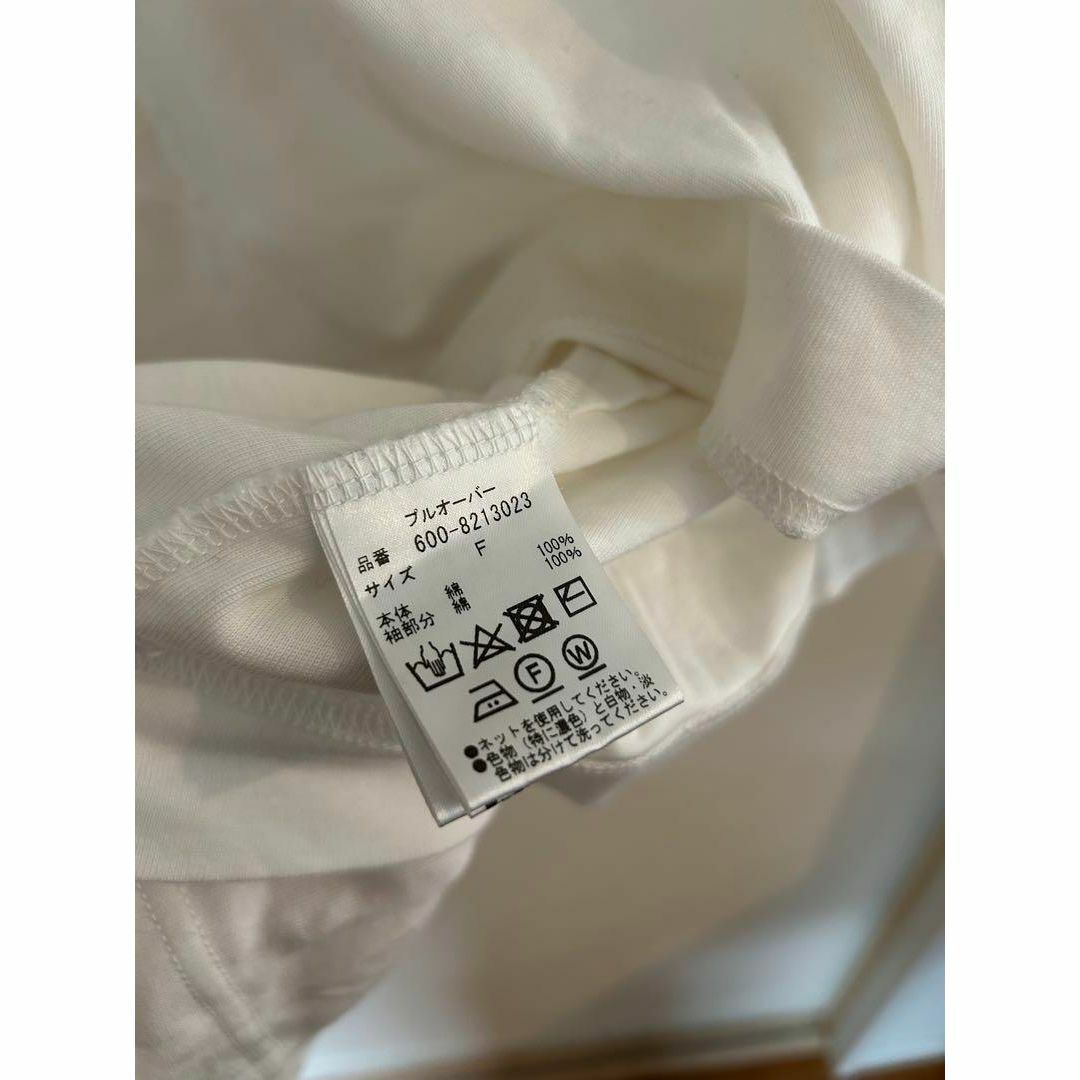 プルオーバー
品番 600-8213023
サイズ F
本体 綿 100%
袖部分 綿 100%
F W
●ネットを使用してください。
●色物（特に濃色）と白物・淡
色物は分けて洗ってください。